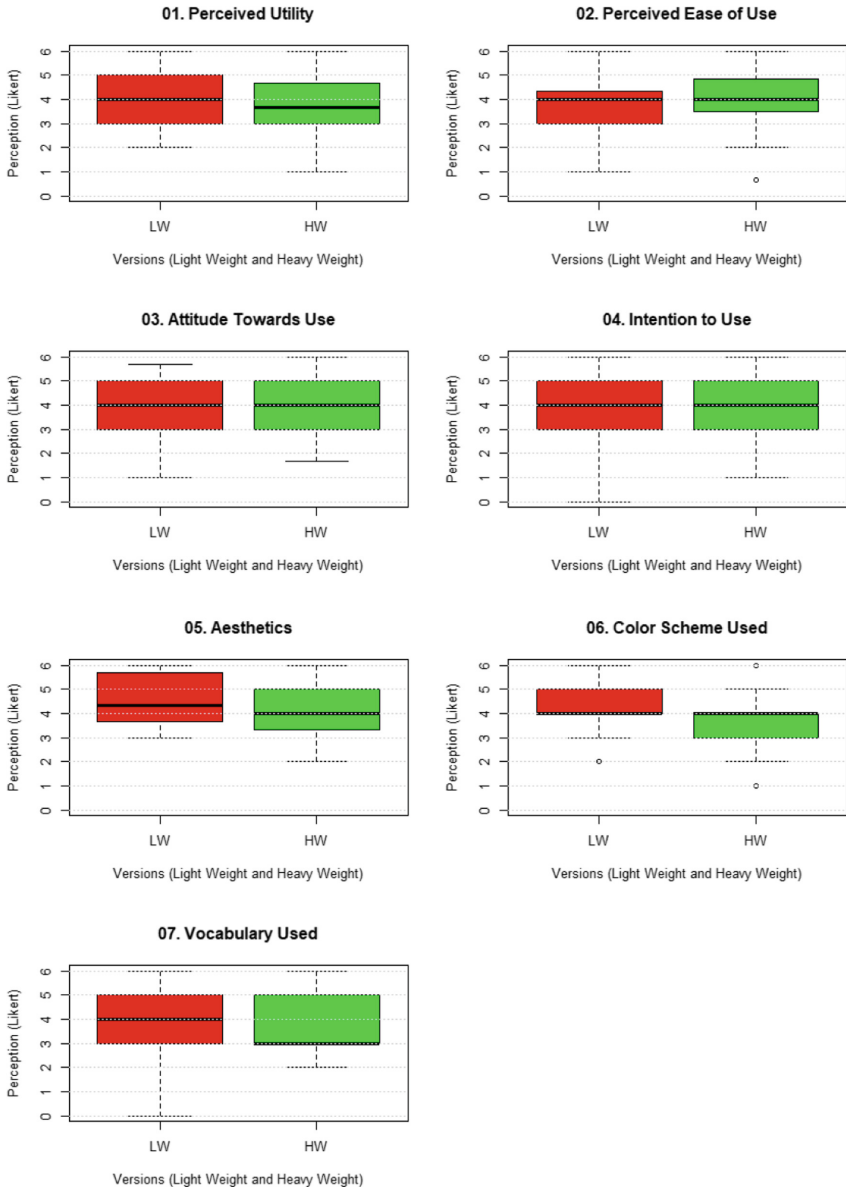 01. Perceived Utility
Perception (Likert)
6
5
4
3
2
1
0
LW HW
Versions (Light Weight and Heavy Weight)
02. Perceived Ease of Use
Perception (Likert)
6
5
4
3
2
1
0
LW HW
Versions (Light Weight and Heavy Weight)
03. Attitude Towards Use
Perception (Likert)
6
5
4
3
2
1
0
LW HW
Versions (Light Weight and Heavy Weight)
04. Intention to Use
Perception (Likert)
6
5
4
3
2
1
0
LW HW
Versions (Light Weight and Heavy Weight)
05. Aesthetics
Perception (Likert)
6
5
4
3
2
1
0
LW HW
Versions (Light Weight and Heavy Weight)
06. Color Scheme Used
Perception (Likert)
6
5
4
3
2
1
0
LW HW
Versions (Light Weight and Heavy Weight)
07. Vocabulary Used
Perception (Likert)
6
5
4
3
2
1
0
LW HW
Versions (Light Weight and Heavy Weight)